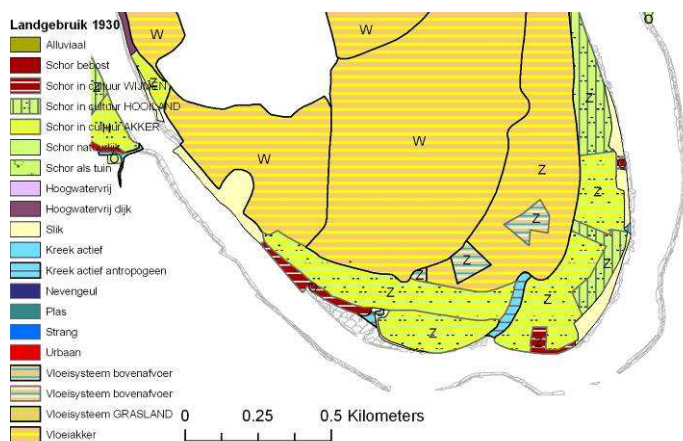 Landgebruik 1930
Alluviaal
Schor bebost
Schor in cultuur WIJNEN
Schor in cultuur HOOILAND
Schor in cultuur AKKER
Schor natuurlijk
Schor als tuin
Hoogwatervrij
Hoogwatervrij dijk
Slik
Kreek actief
Kreek actief antropogeen
Nevengeul
Plas
Strang
Urbaan
Vloeisysteem bovenafvoer
Vloeisysteem bovenafvoer
Vloeisysteem GRASLAND
Vloeiakker
W
W
W
W
Z
Z
Z
Z
Z
Z
Z
Z
Z
Z
O
O
0 0.25 0.5 Kilometers